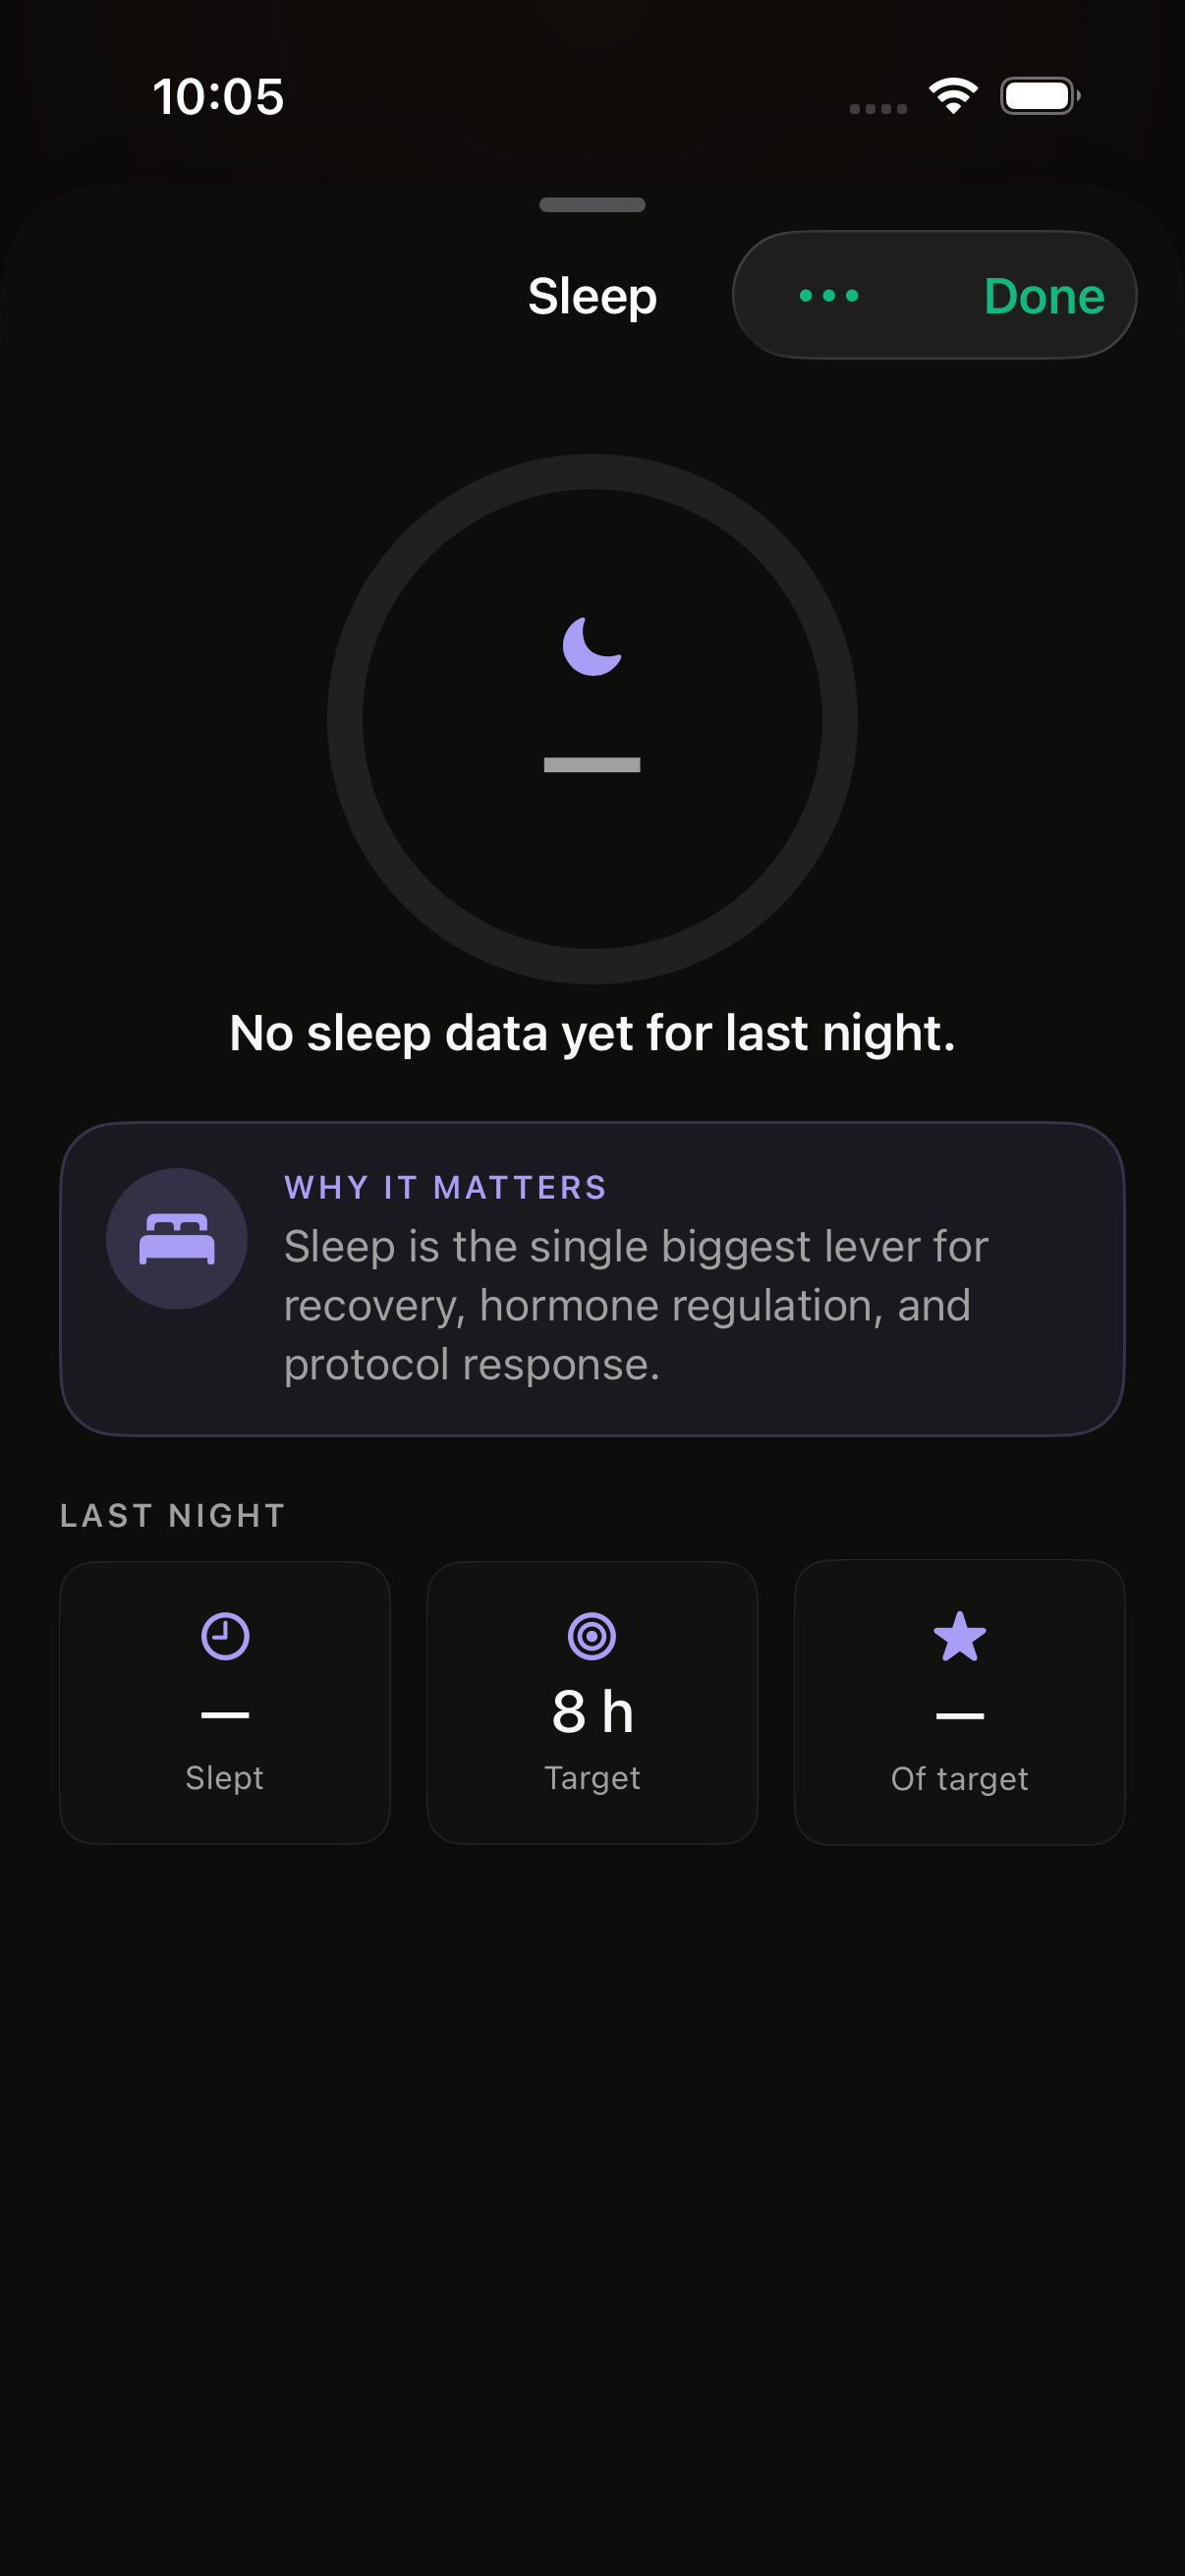 10:05
Sleep
Done
—
No sleep data yet for last night.
WHY IT MATTERS
Sleep is the single biggest lever for
recovery, hormone regulation, and
protocol response.
LAST NIGHT
— 8 h —
Slept Target Of target